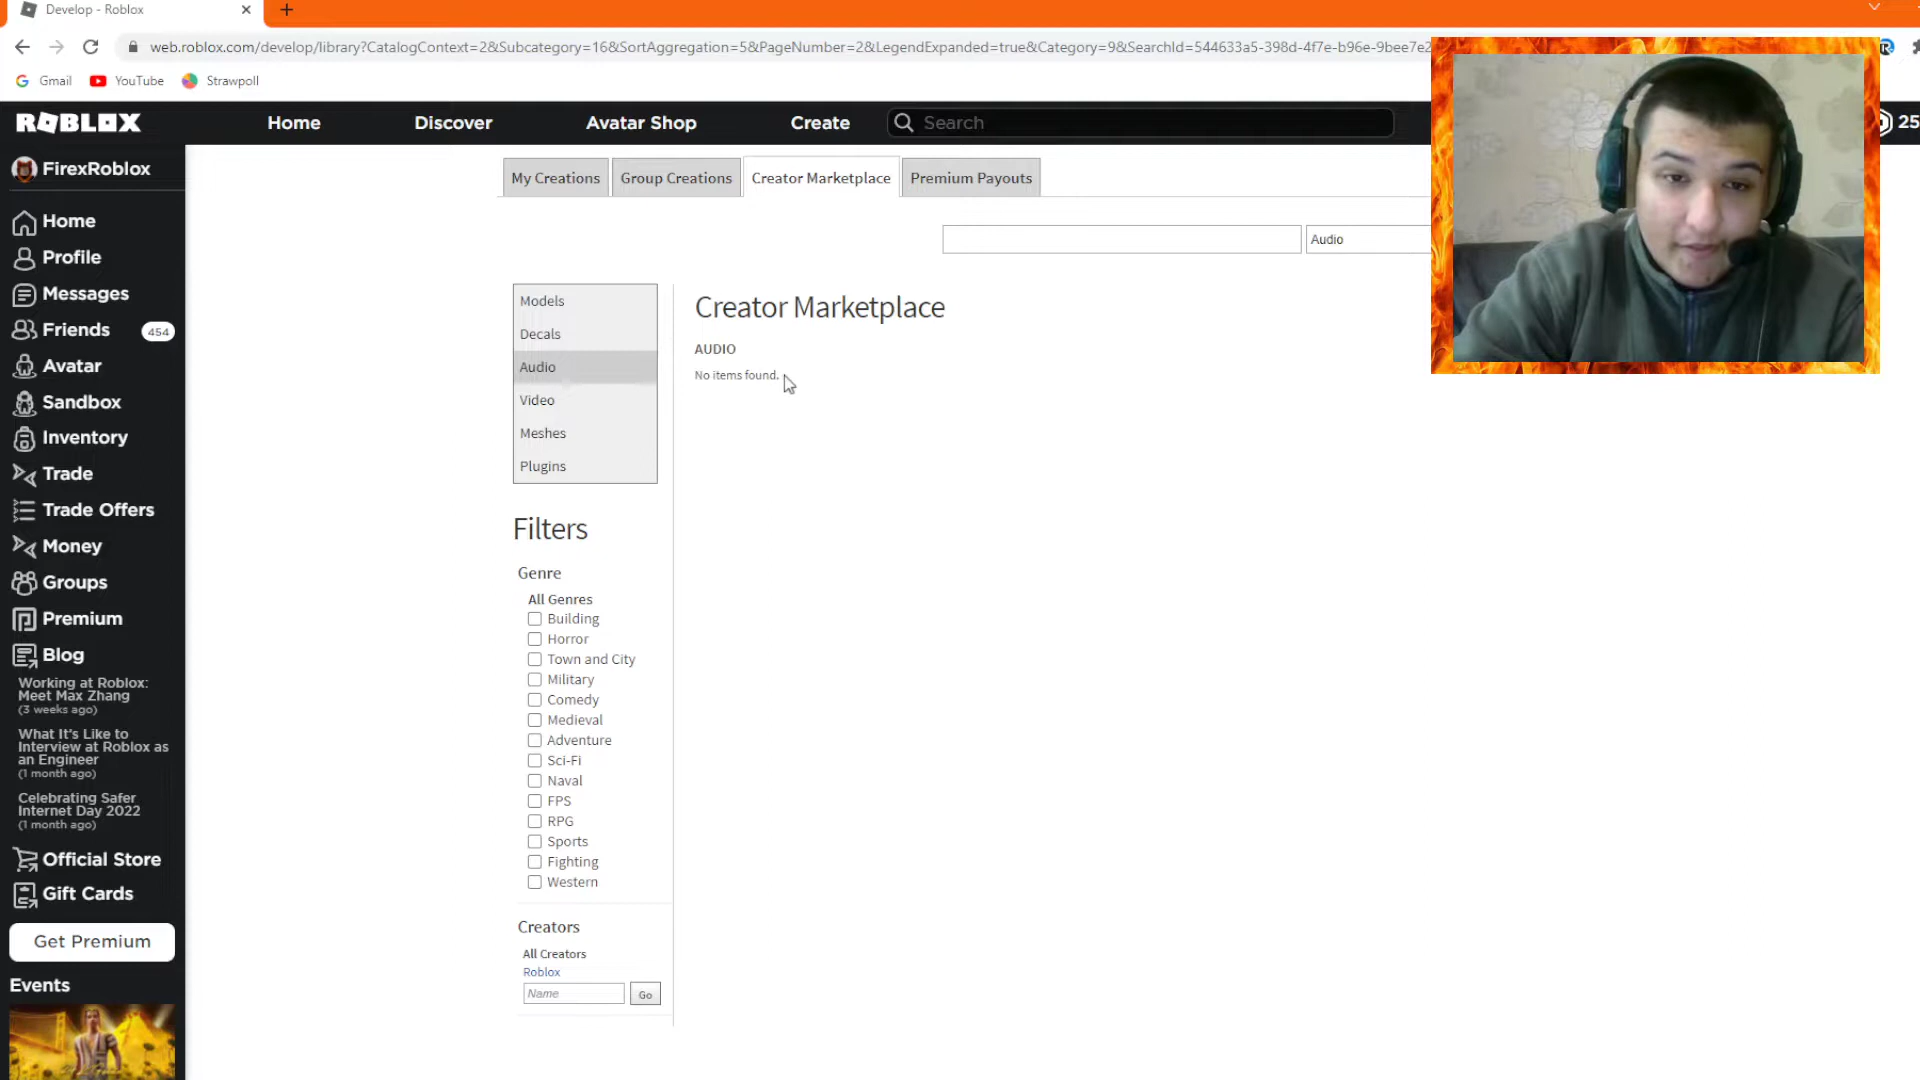 Develop - Roblox
web.roblox.com/develop/library?CatalogContext=2&Subcategory=16&SortAggregation=5&PageNumber=2&LegendExpanded=true&Category=9&SearchId=544633a5-398d-4f7e-b96e-9bee7e2
Gmail YouTube Strawpoll
ROBLOX Home Discover Avatar Shop Create Search 25
FirexRoblox
Home
Profile
Messages
Friends 454
Avatar
Sandbox
Inventory
Trade
Trade Offers
Money
Groups
Premium
Blog
Working at Roblox:
Meet Max Zhang
(3 weeks ago)
What It's Like to
Interview at Roblox as
an Engineer
(1 month ago)
Celebrating Safer
Internet Day 2022
(1 month ago)
Official Store
Gift Cards
Get Premium
Events
My Creations Group Creations Creator Marketplace Premium Payouts
Audio
Models
Decals
Audio
Video
Meshes
Plugins
Filters
Genre
All Genres
Building
Horror
Town and City
Military
Comedy
Medieval
Adventure
Sci-Fi
Naval
FPS
RPG
Sports
Fighting
Western
Creators
All Creators
Roblox
Name Go
Creator Marketplace
AUDIO
No items found.